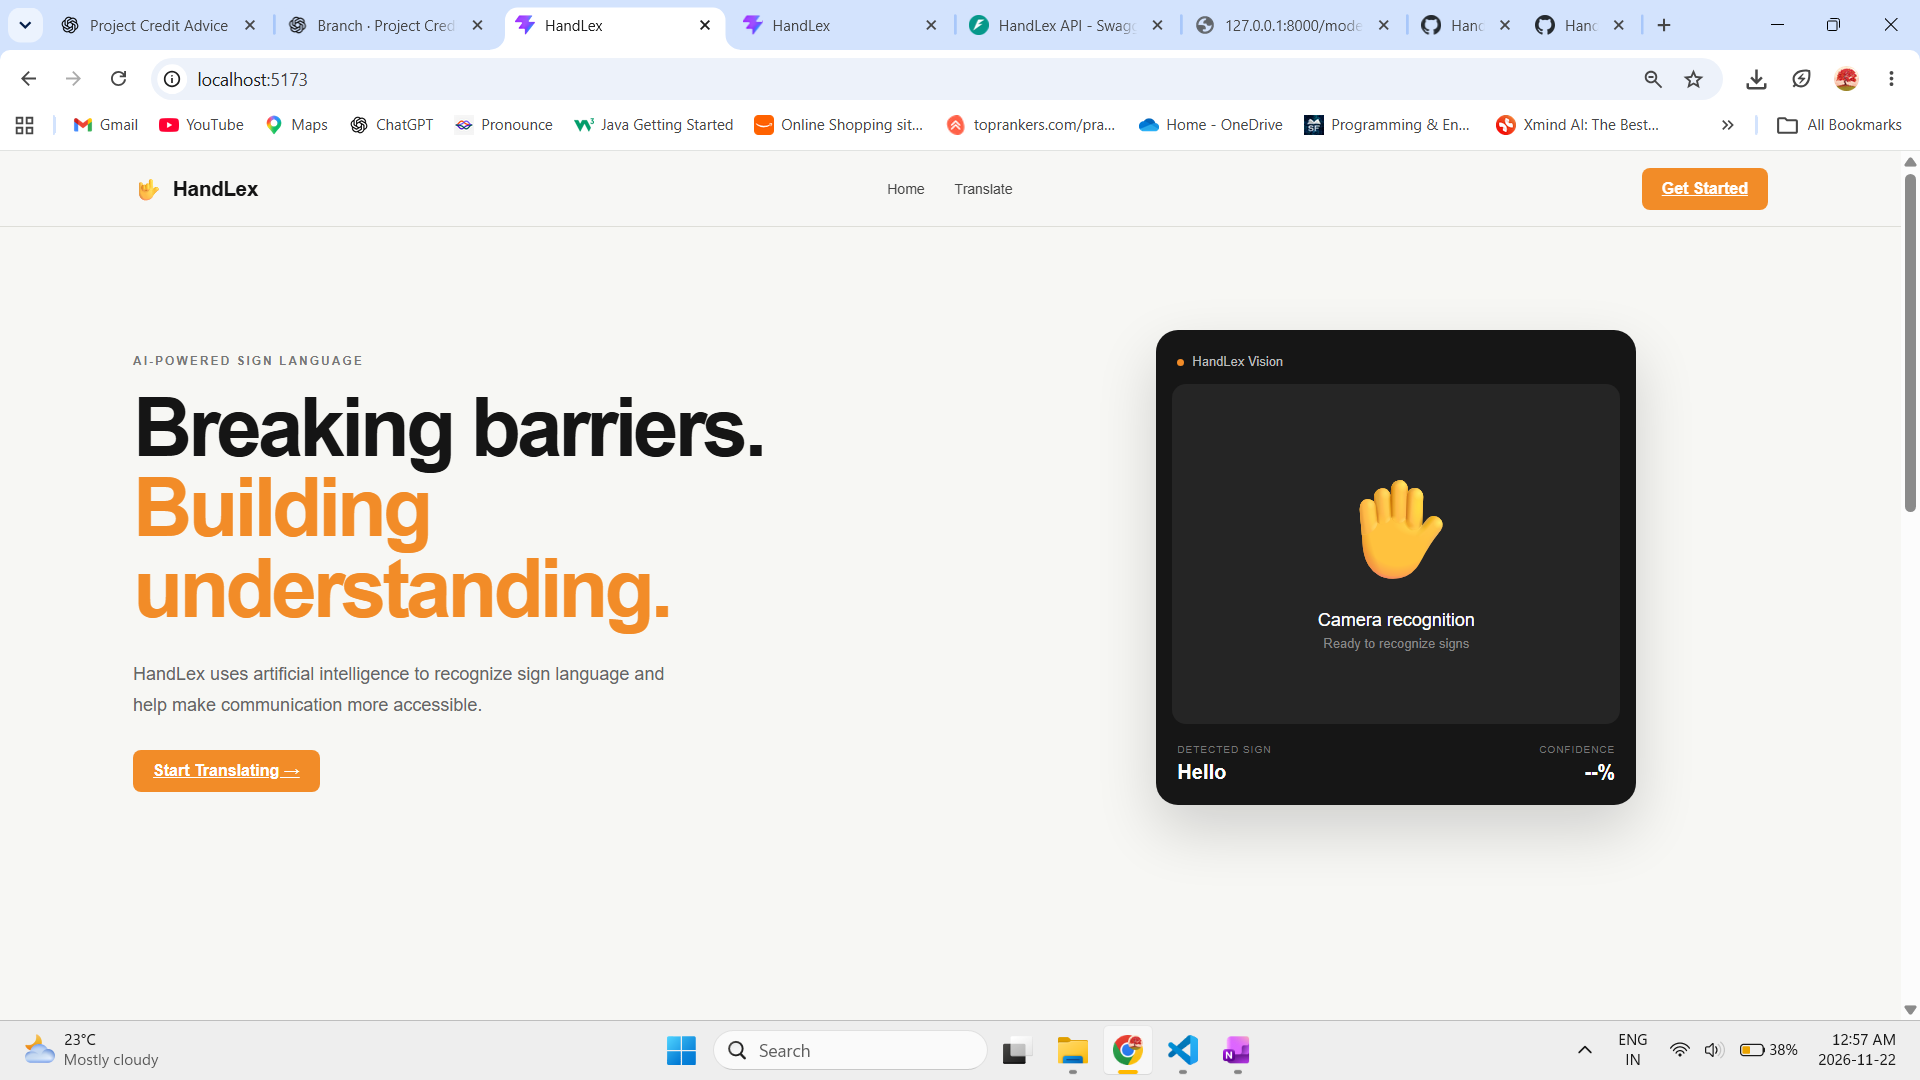 Project Credit Advice
Branch · Project Cred
HandLex
HandLex
HandLex API - Swagg
127.0.0.1:8000/mode
Hand
Hand
localhost:5173
Gmail
YouTube
Maps
ChatGPT
Pronounce
Java Getting Started
Online Shopping sit...
toprankers.com/pra...
Home - OneDrive
Programming & En...
Xmind AI: The Best...
All Bookmarks
HandLex
Home
Translate
Get Started
AI-POWERED SIGN LANGUAGE
Breaking barriers.
Building
understanding.
HandLex uses artificial intelligence to recognize sign language and
help make communication more accessible.
Start Translating →
HandLex Vision
Camera recognition
Ready to recognize signs
DETECTED SIGN
CONFIDENCE
Hello
--%
23°C
Mostly cloudy
Search
ENG
IN
38%
12:57 AM
2026-11-22